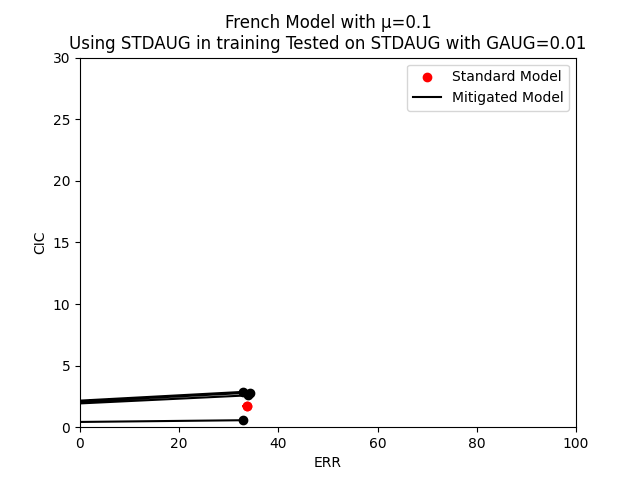 French Model with μ=0.1
Using STDAUG in training Tested on STDAUG with GAUG=0.01
30
25
20
15
10
5
0
CIC
Standard Model
Mitigated Model
0 20 40 60 80 100
ERR